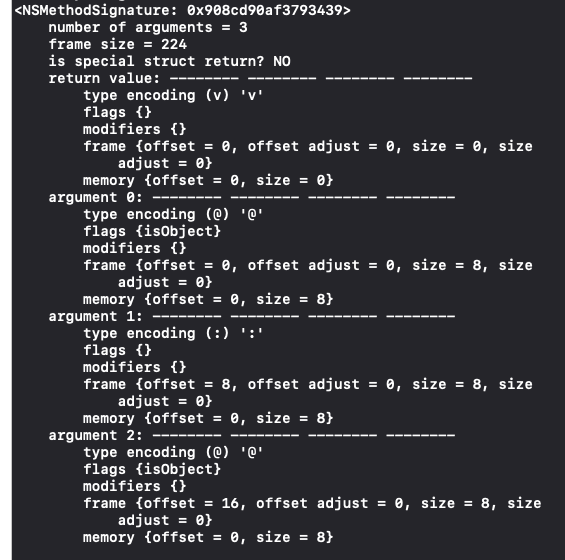 <NSMethodSignature: 0x908cd90af3793439>
number of arguments = 3
frame size = 224
is special struct return? NO
return value: -------- -------- -------- --------
type encoding (v) 'v'
flags {}
modifiers {}
frame {offset = 0, offset adjust = 0, size = 0, size
adjust = 0}
memory {offset = 0, size = 0}
argument 0: -------- -------- -------- --------
type encoding (@) '@'
flags {isObject}
modifiers {}
frame {offset = 0, offset adjust = 0, size = 8, size
adjust = 0}
memory {offset = 0, size = 8}
argument 1: -------- -------- -------- --------
type encoding (:) ':'
flags {}
modifiers {}
frame {offset = 8, offset adjust = 0, size = 8, size
adjust = 0}
memory {offset = 0, size = 8}
argument 2: -------- -------- -------- --------
type encoding (@) '@'
flags {isObject}
modifiers {}
frame {offset = 16, offset adjust = 0, size = 8, size
adjust = 0}
memory {offset = 0, size = 8}